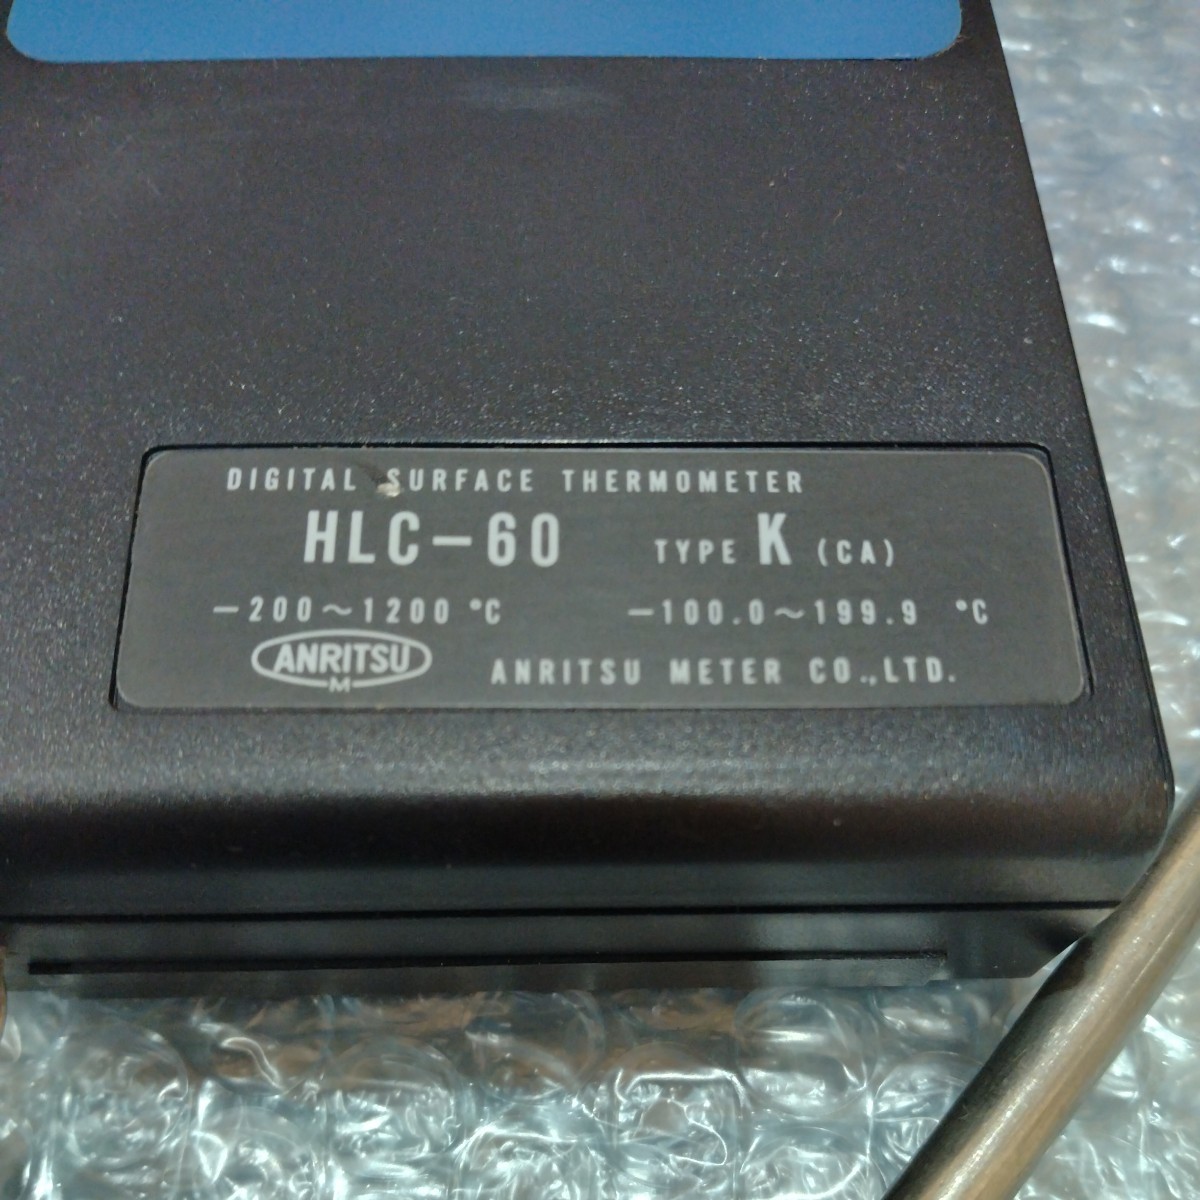 DIGITAL SURFACE THERMOMETER
HLC-60 TYPE K (CA)
-200~1200 °C -100.0~199.9 °C
ANRITSU
M
ANRITSU METER CO.,LTD.